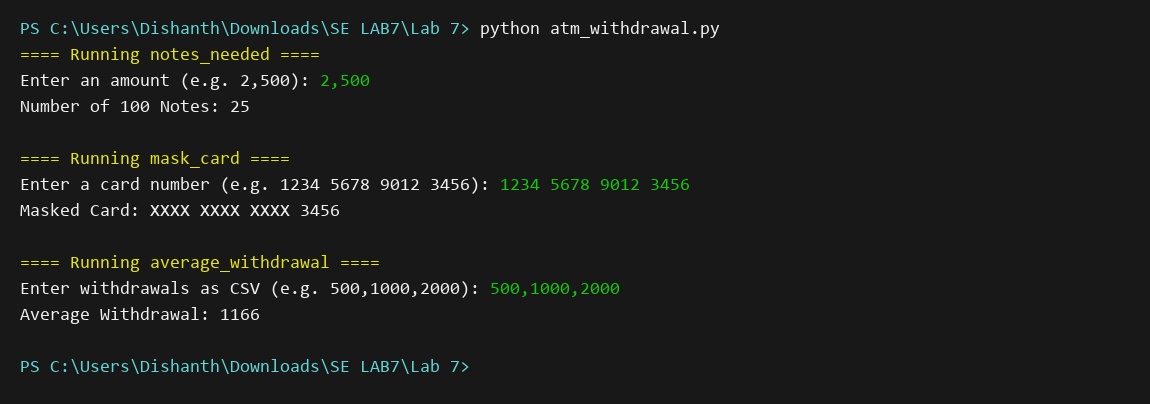 PS C:\Users\Dishanth\Downloads\SE LAB7\Lab 7> python atm_withdrawal.py
==== Running notes_needed ====
Enter an amount (e.g. 2,500): 2,500
Number of 100 Notes: 25
==== Running mask_card ====
Enter a card number (e.g. 1234 5678 9012 3456): 1234 5678 9012 3456
Masked Card: XXXX XXXX XXXX 3456
==== Running average_withdrawal ====
Enter withdrawals as CSV (e.g. 500,1000,2000): 500,1000,2000
Average Withdrawal: 1166
PS C:\Users\Dishanth\Downloads\SE LAB7\Lab 7>